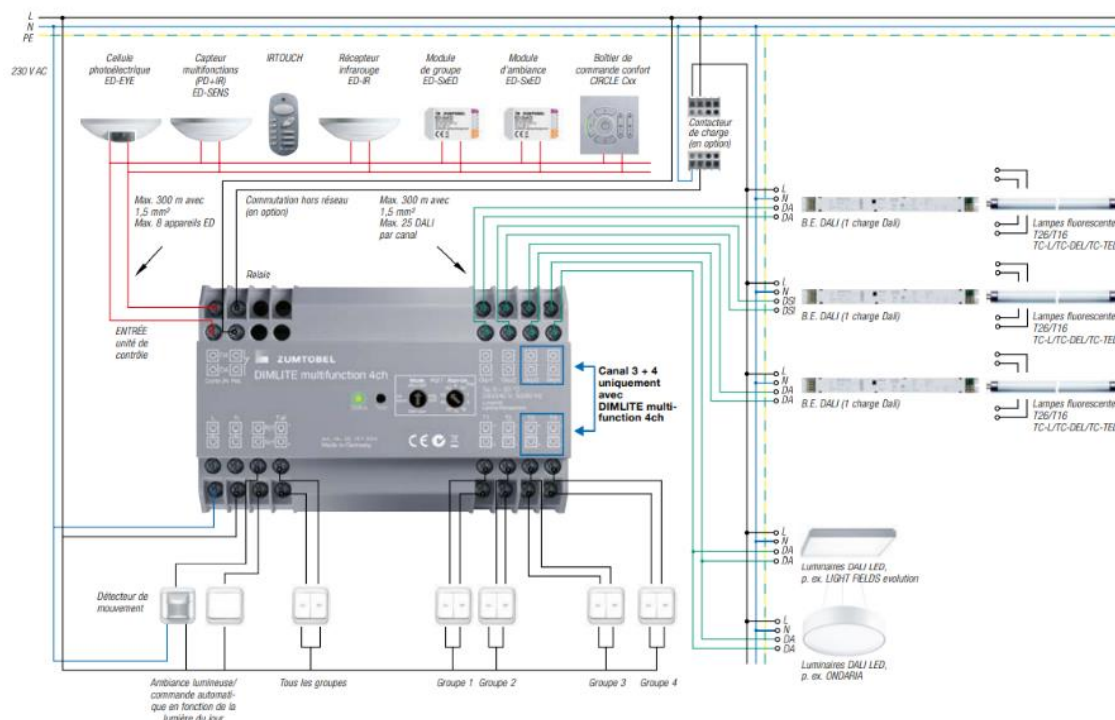 L
N
PE
230 V AC
Cellule
photoélectrique
ED-EYE
Capteur
multifonctions
(PD+IR)
ED-SENS
IRTOUCH
Récepteur
infrarouge
ED-IR
Module
de groupe
ED-SxED
Module
d'ambiance
ED-SxED
Boîtier de
commande confort
CIRCLE Cxx
Contacteur
de charge
(en option)
Max. 300 m avec
1,5 mm²
Max. 8 appareils ED
Commutation hors réseau
(en option)
Max. 300 m avec
1,5 mm²
Max. 25 DALI
par canal
Relais
ENTRÉE
unité de
contrôle
ZUMTOBEL
DIMLITE multifunction 4ch
Made in Germany
Canal 3 + 4
uniquement
avec
DIMLITE multi-
function 4ch
L
N
DA
DA
B.E. DALI (1 charge Dali)
Lampes fluorescente
T26/T16
TC-L/TC-DEL/TC-TEL
L
N
DSI
DSI
B.E. DALI (1 charge Dali)
Lampes fluorescente
T26/T16
TC-L/TC-DEL/TC-TEL
L
N
DA
DA
B.E. DALI (1 charge Dali)
Lampes fluorescente
T26/T16
TC-L/TC-DEL/TC-TEL
L
N
DA
DA
Luminaires DALI LED,
p. ex. LIGHT FIELDS evolution
L
N
DA
DA
Luminaires DALI LED,
p. ex. ONDARIA
Détecteur de
mouvement
Ambiance lumineuse/
commande automati-
que en fonction de la
lumière du jour
Tous les groupes
Groupe 1
Groupe 2
Groupe 3
Groupe 4